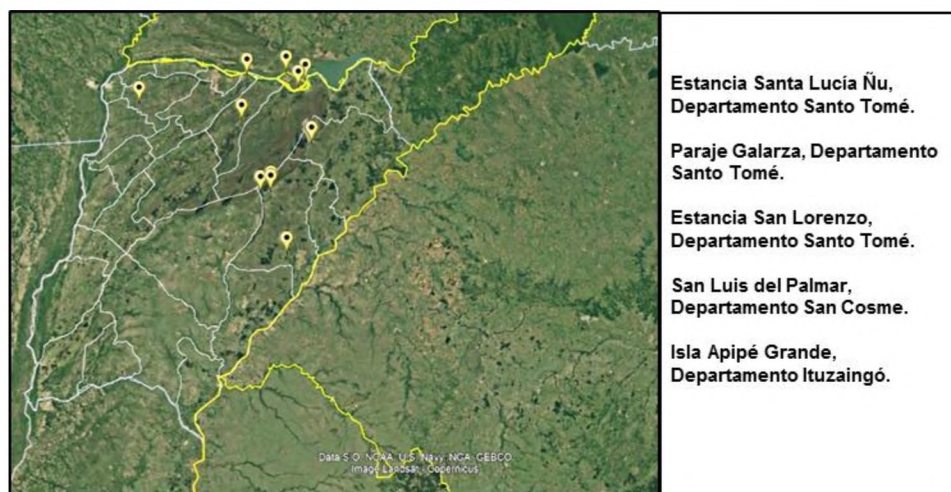 Estancia Santa Lucía Ñu,
Departamento Santo Tomé.
Paraje Galarza, Departamento
Santo Tomé.
Estancia San Lorenzo,
Departamento Santo Tomé.
San Luis del Palmar,
Departamento San Cosme.
Isla Apipé Grande,
Departamento Ituzaingó.
Data S.O. NOAA, U.S. Navy, NGA, GEBCO
Image Landsat / Copernicus